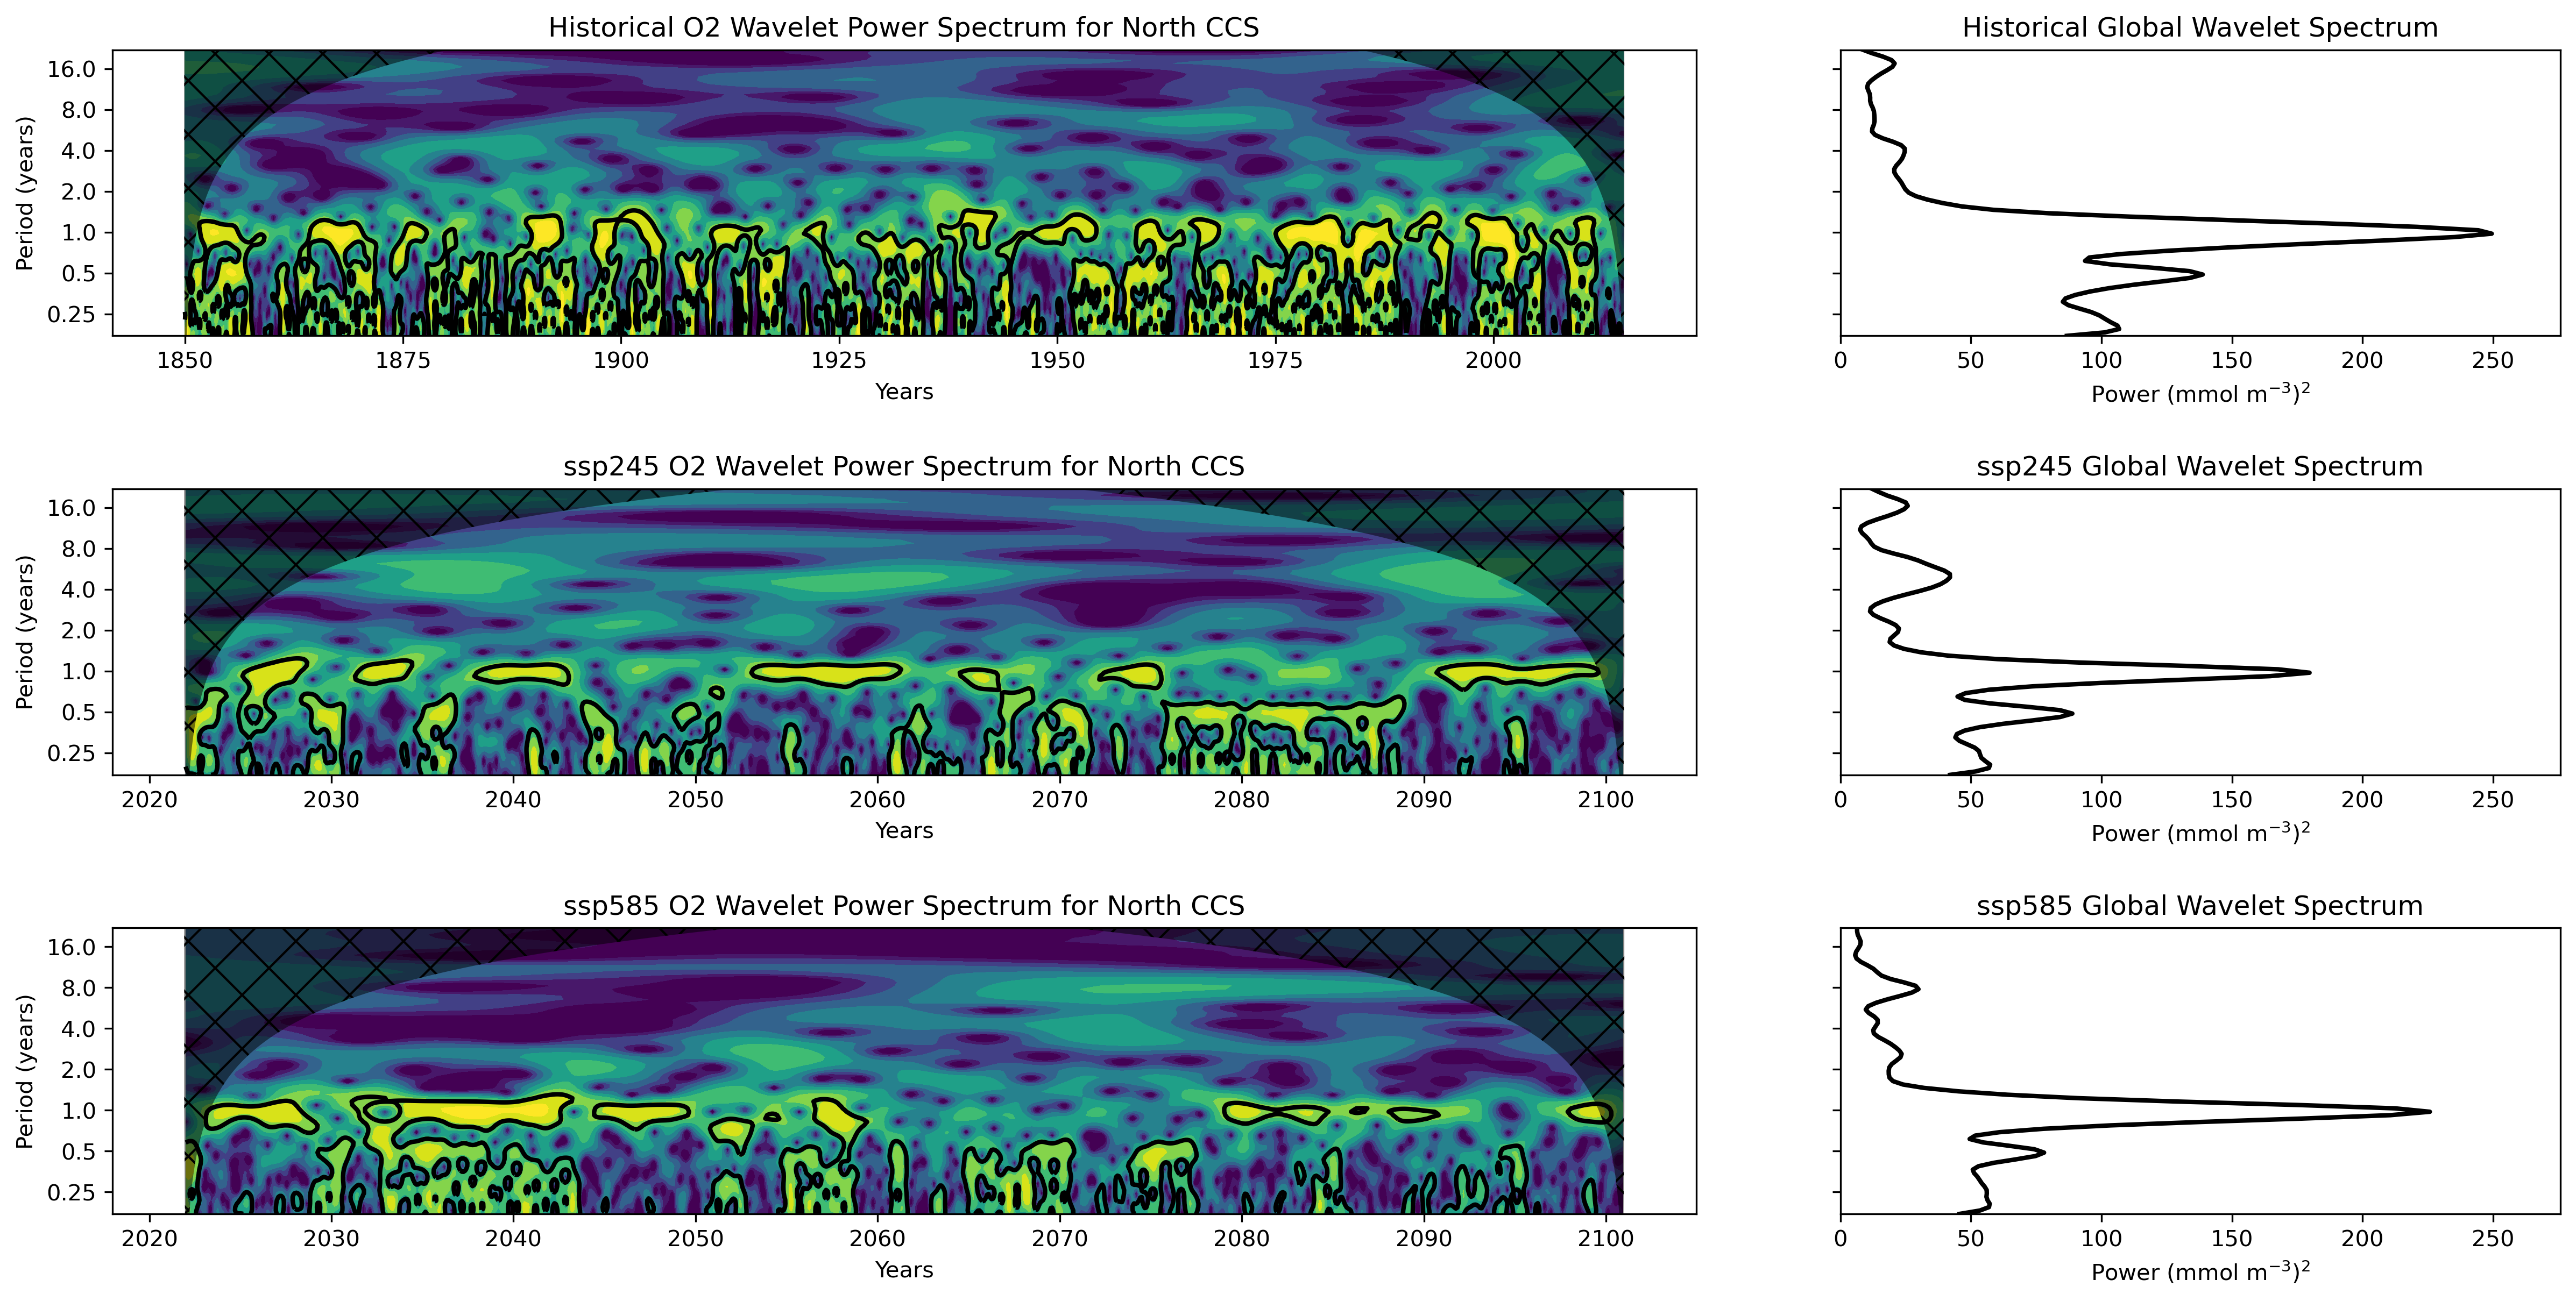 Historical O2 Wavelet Power Spectrum for North CCS
Historical Global Wavelet Spectrum
Period (years)
16.0
8.0
4.0
2.0
1.0
0.5
0.25
1850 1875 1900 1925 1950 1975 2000
Years
0 50 100 150 200 250
Power (mmol m⁻³)²
ssp245 O2 Wavelet Power Spectrum for North CCS
ssp245 Global Wavelet Spectrum
Period (years)
16.0
8.0
4.0
2.0
1.0
0.5
0.25
2020 2030 2040 2050 2060 2070 2080 2090 2100
Years
0 50 100 150 200 250
Power (mmol m⁻³)²
ssp585 O2 Wavelet Power Spectrum for North CCS
ssp585 Global Wavelet Spectrum
Period (years)
16.0
8.0
4.0
2.0
1.0
0.5
0.25
2020 2030 2040 2050 2060 2070 2080 2090 2100
Years
0 50 100 150 200 250
Power (mmol m⁻³)²